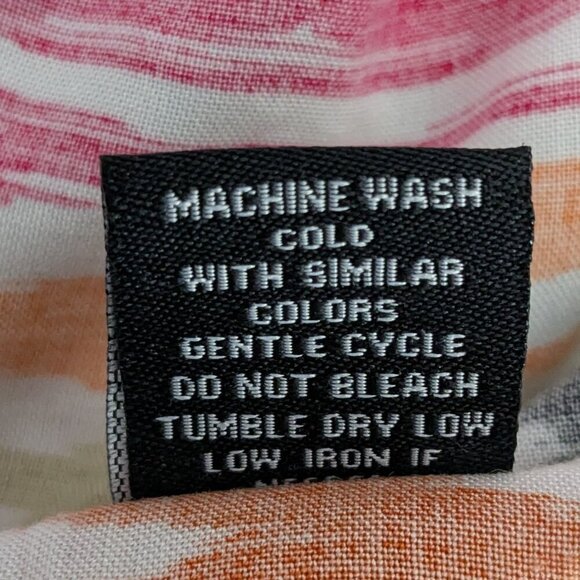 MACHINE WASH
COLD
WITH SIMILAR
COLORS
GENTLE CYCLE
DO NOT BLEACH
TUMBLE DRY LOW
LOW IRON IF